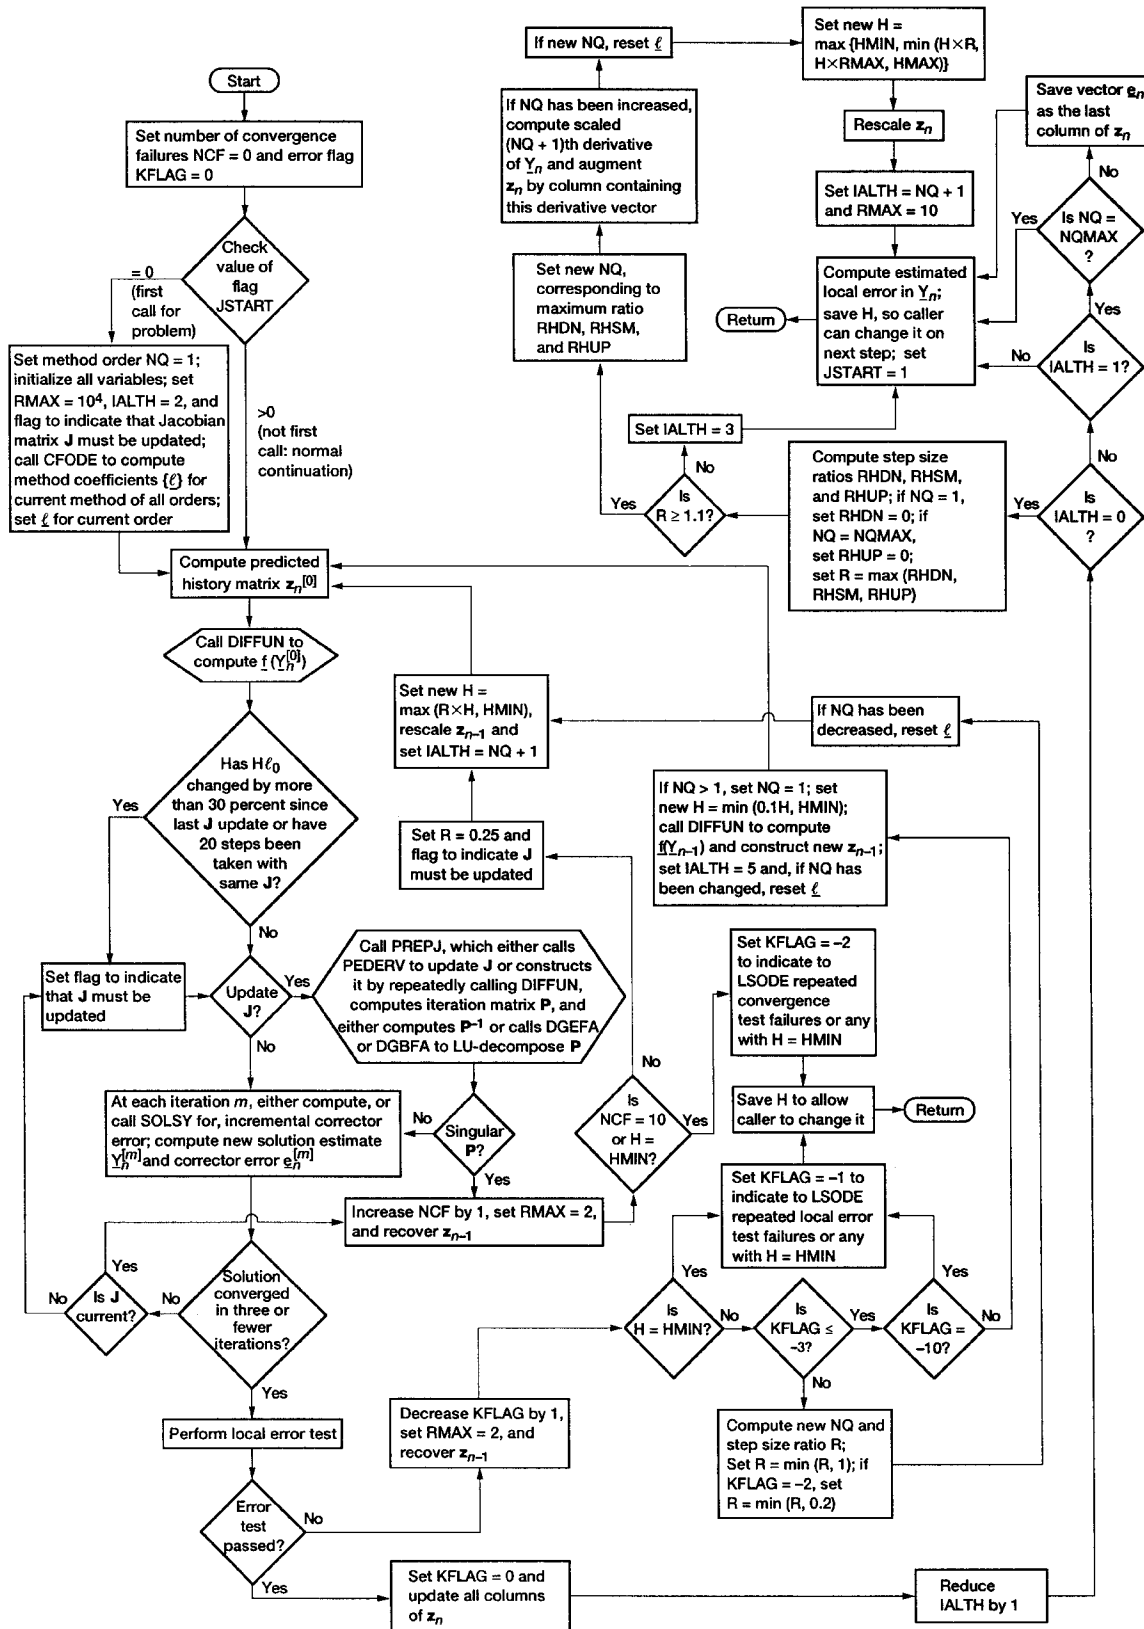 Start
Set number of convergence
failures NCF = 0 and error flag
KFLAG = 0
Check
value of
flag
JSTART
= 0
(first
call for
problem)
Set method order NQ = 1;
initialize all variables; set
RMAX = 10⁴, IALTH = 2, and
flag to indicate that Jacobian
matrix J must be updated;
call CFODE to compute
method coefficients {ℓ} for
current method of all orders;
set ℓ for current order
>0
(not first
call: normal
continuation)
Compute predicted
history matrix zₙ[0]
Call DIFFUN to
compute f (Yₙ[0])
Has Hℓ₀
changed by more
than 30 percent since
last J update or have
20 steps been
taken with
same J?
Yes
No
Set flag to indicate
that J must be
updated
Update
J?
Yes
No
Call PREPJ, which either calls
PEDERV to update J or constructs
it by repeatedly calling DIFFUN,
computes iteration matrix P, and
either computes P⁻¹ or calls DGEFA
or DGBFA to LU-decompose P
Singular
P?
No
Yes
At each iteration m, either compute, or
call SOLSY for, incremental corrector
error; compute new solution estimate
Yₙ[m] and corrector error eₙ[m]
Increase NCF by 1, set RMAX = 2,
and recover zₙ₋₁
Solution
converged
in three or
fewer
iterations?
No
Yes
Is J
current?
Yes
No
Perform local error test
Error
test
passed?
No
Yes
Decrease KFLAG by 1,
set RMAX = 2, and
recover zₙ₋₁
Set KFLAG = 0 and
update all columns
of zₙ
Reduce
IALTH by 1
Is
H = HMIN?
Yes
No
Is
KFLAG ≤
–3?
Yes
No
Is
KFLAG =
–10?
Yes
No
Compute new NQ and
step size ratio R;
Set R = min (R, 1); if
KFLAG = –2, set
R = min (R, 0.2)
Set KFLAG = –1 to
indicate to LSODE
repeated local error
test failures or any
with H = HMIN
Save H to allow
caller to change it
Return
Set KFLAG = –2
to indicate to
LSODE repeated
convergence
test failures or any
with H = HMIN
Is
NCF = 10
or H =
HMIN?
No
Yes
Set R = 0.25 and
flag to indicate J
must be updated
Set new H =
max (R×H, HMIN),
rescale zₙ₋₁ and
set IALTH = NQ + 1
If NQ has been
decreased, reset ℓ
If NQ > 1, set NQ = 1; set
new H = min (0.1H, HMIN);
call DIFFUN to compute
f(Yₙ₋₁) and construct new zₙ₋₁;
set IALTH = 5 and, if NQ has
been changed, reset ℓ
Is
IALTH = 0
?
Yes
No
Compute step size
ratios RHDN, RHSM,
and RHUP; if NQ = 1,
set RHDN = 0; if
NQ = NQMAX,
set RHUP = 0;
set R = max (RHDN,
RHSM, RHUP)
Is
R ≥ 1.1?
Yes
No
Set IALTH = 3
Set new NQ,
corresponding to
maximum ratio
RHDN, RHSM,
and RHUP
If NQ has been increased,
compute scaled
(NQ + 1)th derivative
of Yₙ and augment
zₙ by column containing
this derivative vector
If new NQ, reset ℓ
Set new H =
max {HMIN, min (H×R,
H×RMAX, HMAX)}
Rescale zₙ
Set IALTH = NQ + 1
and RMAX = 10
Compute estimated
local error in Yₙ;
save H, so caller
can change it on
next step; set
JSTART = 1
Return
Is
IALTH = 1?
No
Yes
Is NQ =
NQMAX
?
Yes
No
Save vector eₙ
as the last
column of zₙ